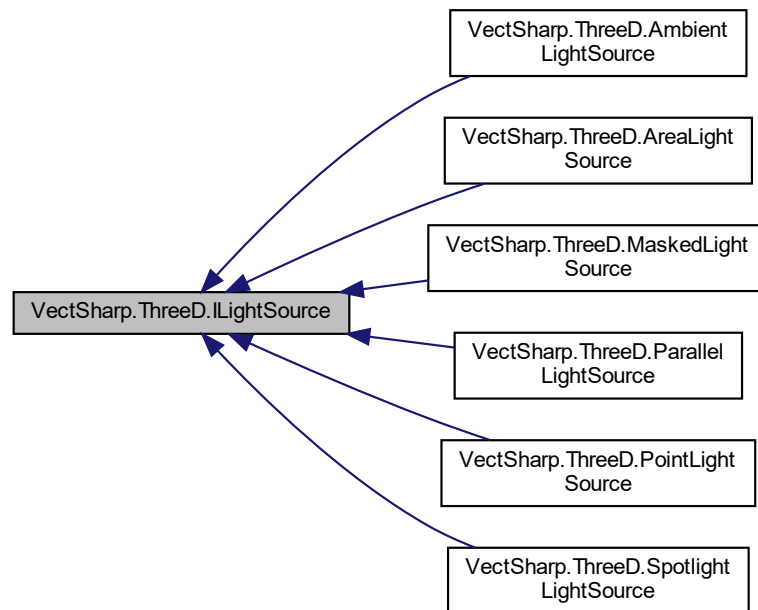 VectSharp.ThreeD.Ambient
LightSource
VectSharp.ThreeD.AreaLight
Source
VectSharp.ThreeD.MaskedLight
Source
VectSharp.ThreeD.ILightSource
VectSharp.ThreeD.Parallel
LightSource
VectSharp.ThreeD.PointLight
Source
VectSharp.ThreeD.Spotlight
LightSource